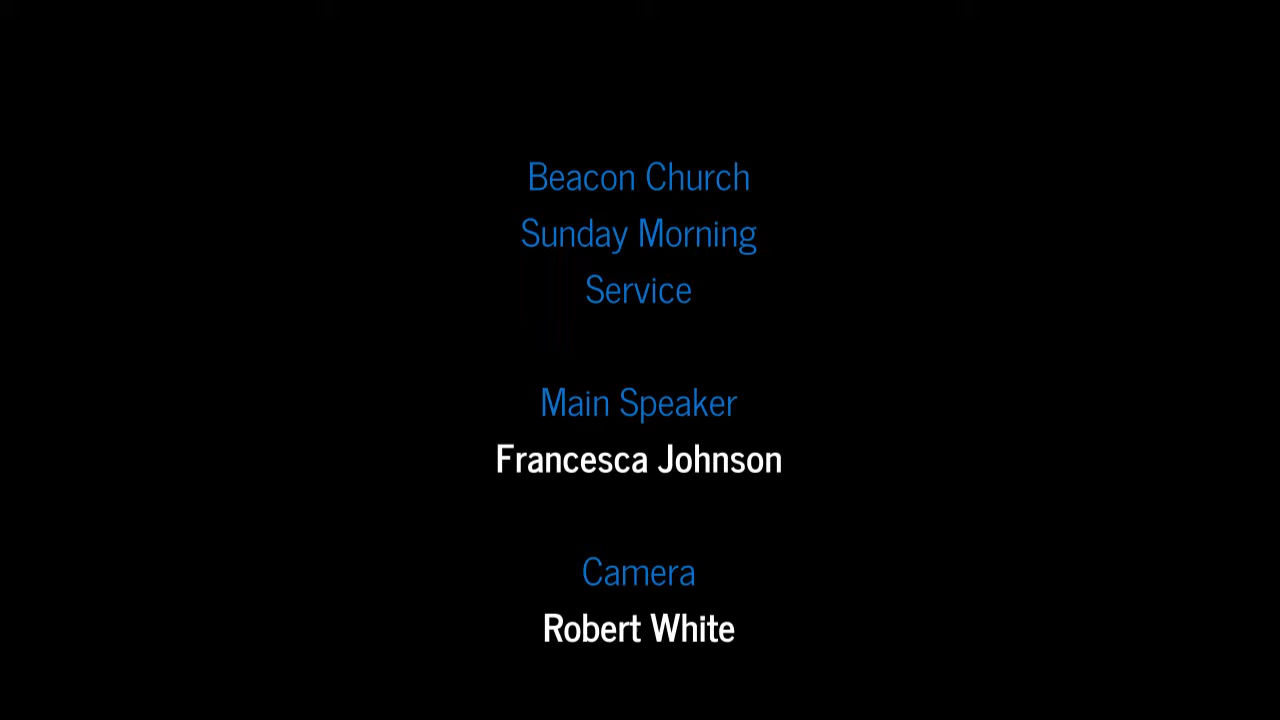 Beacon Church
Sunday Morning
Service
Main Speaker
Francesca Johnson
Camera
Robert White